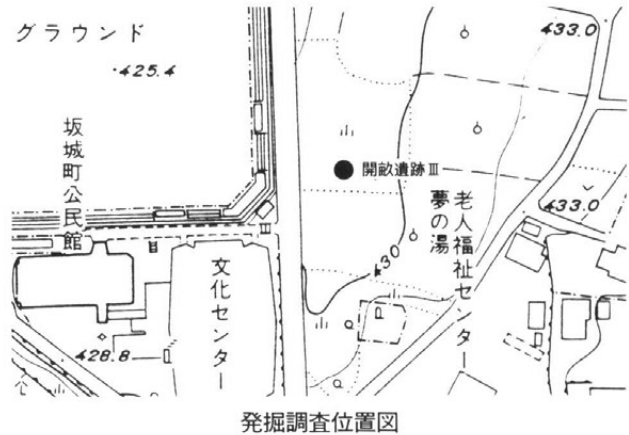 グラウンド
425.4
433.0
坂城町公民館
開畝遺跡Ⅲ
老人福祉センター
夢の湯
433.0
430
文化センター
428.8
発掘調査位置図